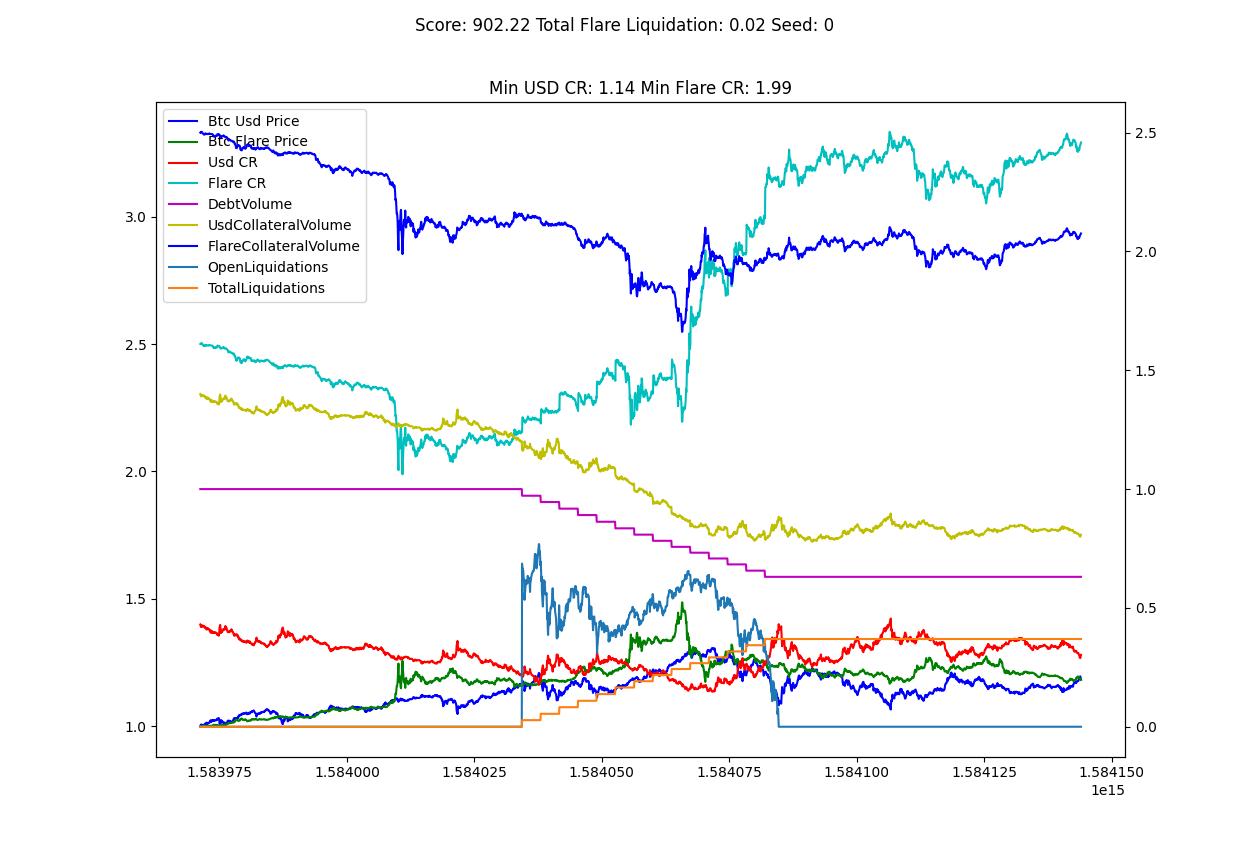 Score: 902.22 Total Flare Liquidation: 0.02 Seed: 0
Min USD CR: 1.14 Min Flare CR: 1.99
Btc Usd Price
Btc Flare Price
Usd CR
Flare CR
DebtVolume
UsdCollateralVolume
FlareCollateralVolume
OpenLiquidations
TotalLiquidations
3.0
2.5
2.0
1.5
1.0
2.5
2.0
1.5
1.0
0.5
0.0
1.583975 1.584000 1.584025 1.584050 1.584075 1.584100 1.584125 1.584150
1e15